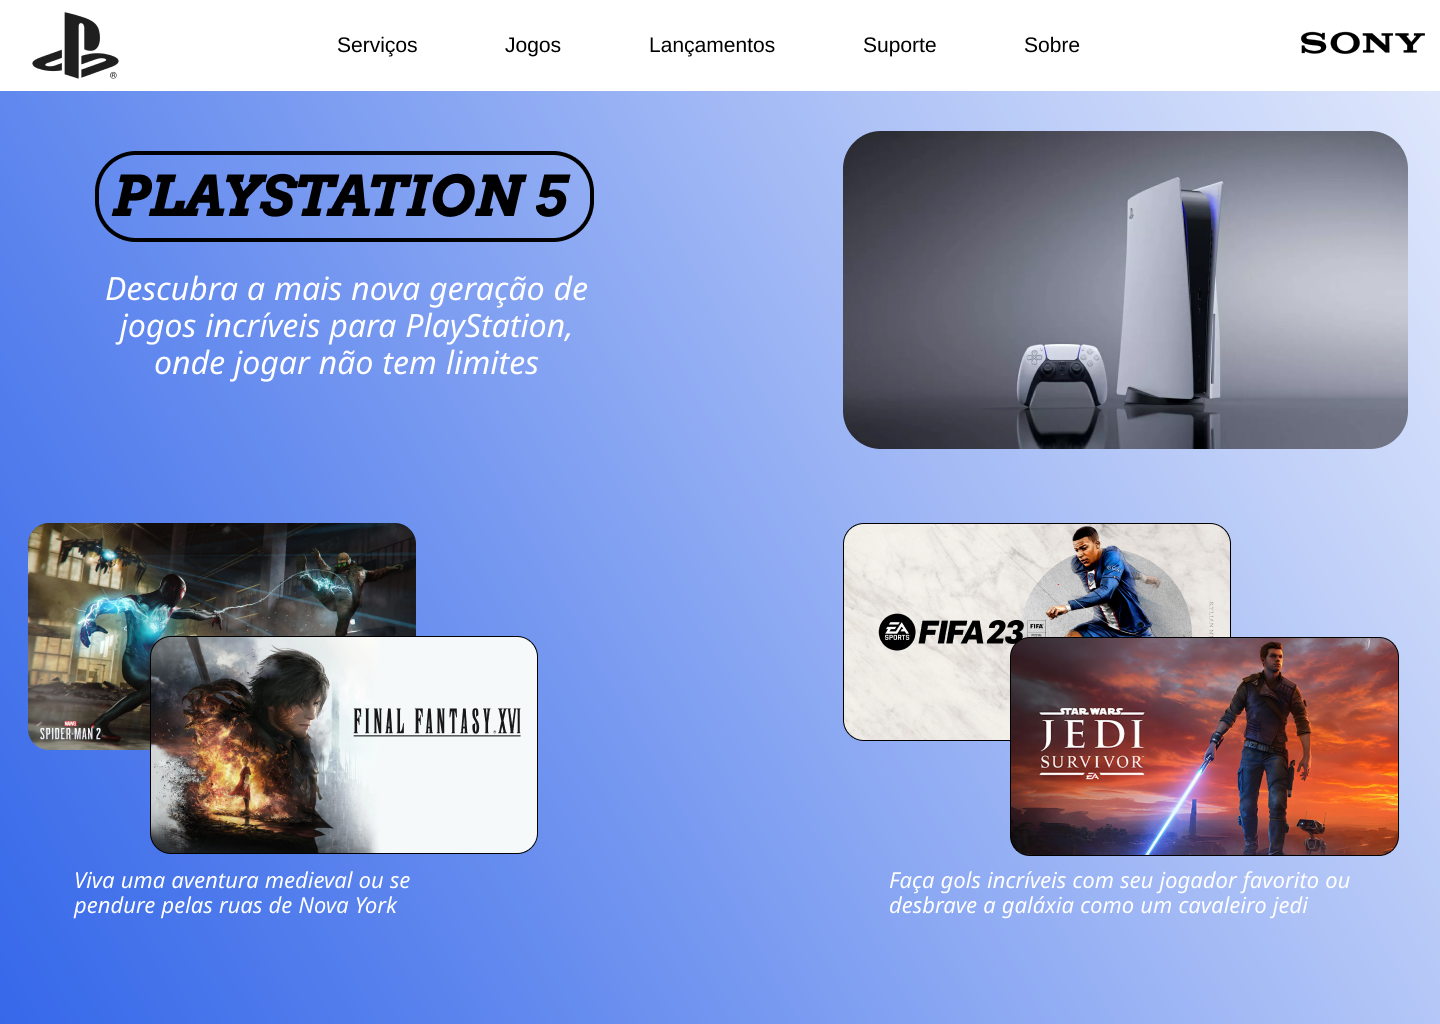 Serviços
Jogos
Lançamentos
Suporte
Sobre
SONY
PLAYSTATION 5
Descubra a mais nova geração de
jogos incríveis para PlayStation,
onde jogar não tem limites
MARVEL
SPIDER-MAN 2
FINAL FANTASY XVI
EA
SPORTS
FIFA 23
FIFA
STAR WARS
JEDI
SURVIVOR
EA
Viva uma aventura medieval ou se
pendure pelas ruas de Nova York
Faça gols incríveis com seu jogador favorito ou
desbrave a galáxia como um cavaleiro jedi